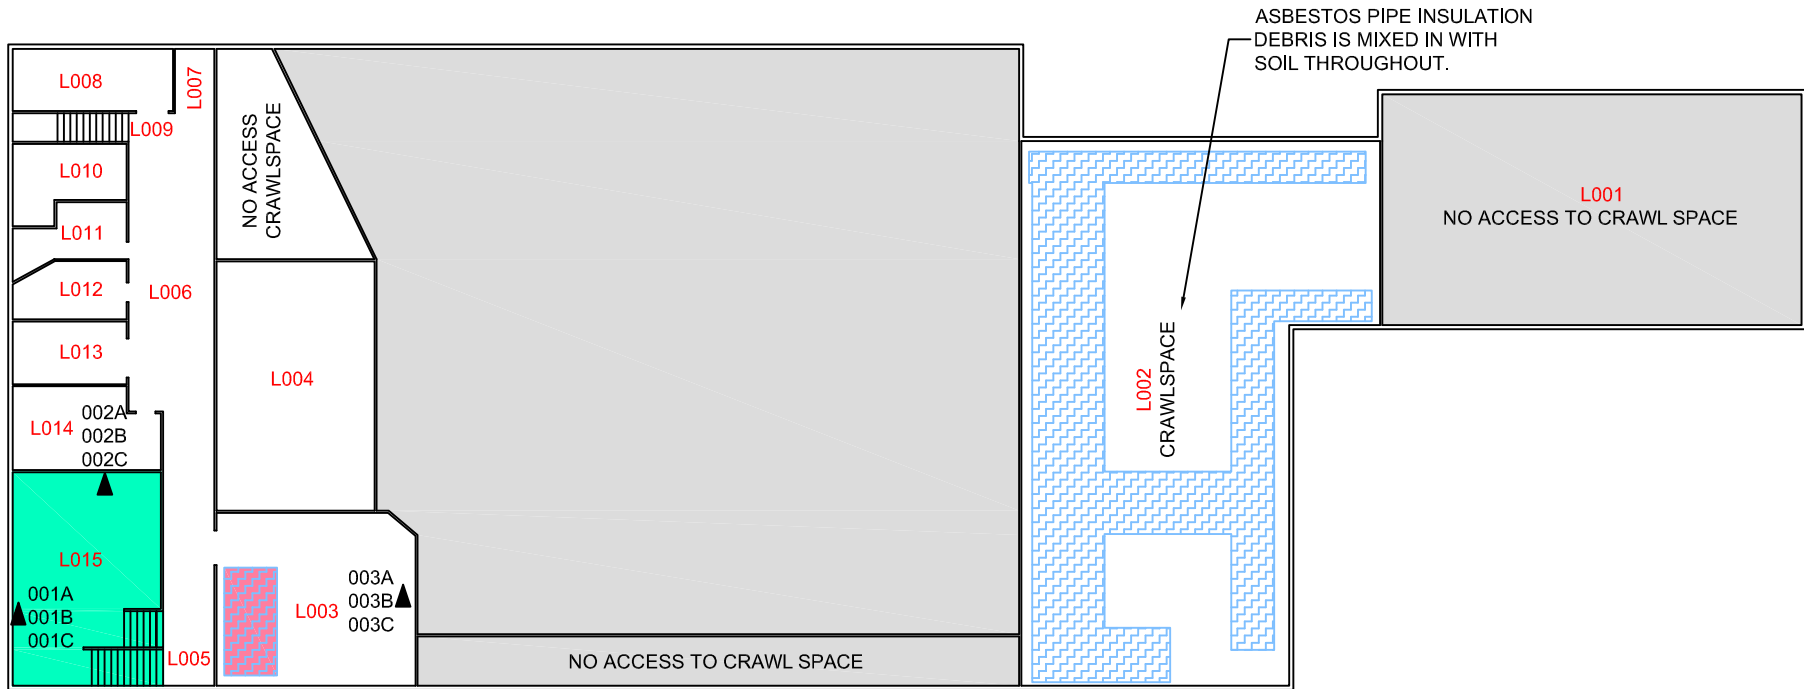 ASBESTOS PIPE INSULATION
DEBRIS IS MIXED IN WITH
SOIL THROUGHOUT.
L008
L007
L009
NO ACCESS
CRAWLSPACE
L010
L001
NO ACCESS TO CRAWL SPACE
L011
L012
L006
L013
L004
L002
CRAWLSPACE
L014
002A
002B
002C
L015
001A
001B
001C
L003
003A
003B
003C
L005
NO ACCESS TO CRAWL SPACE